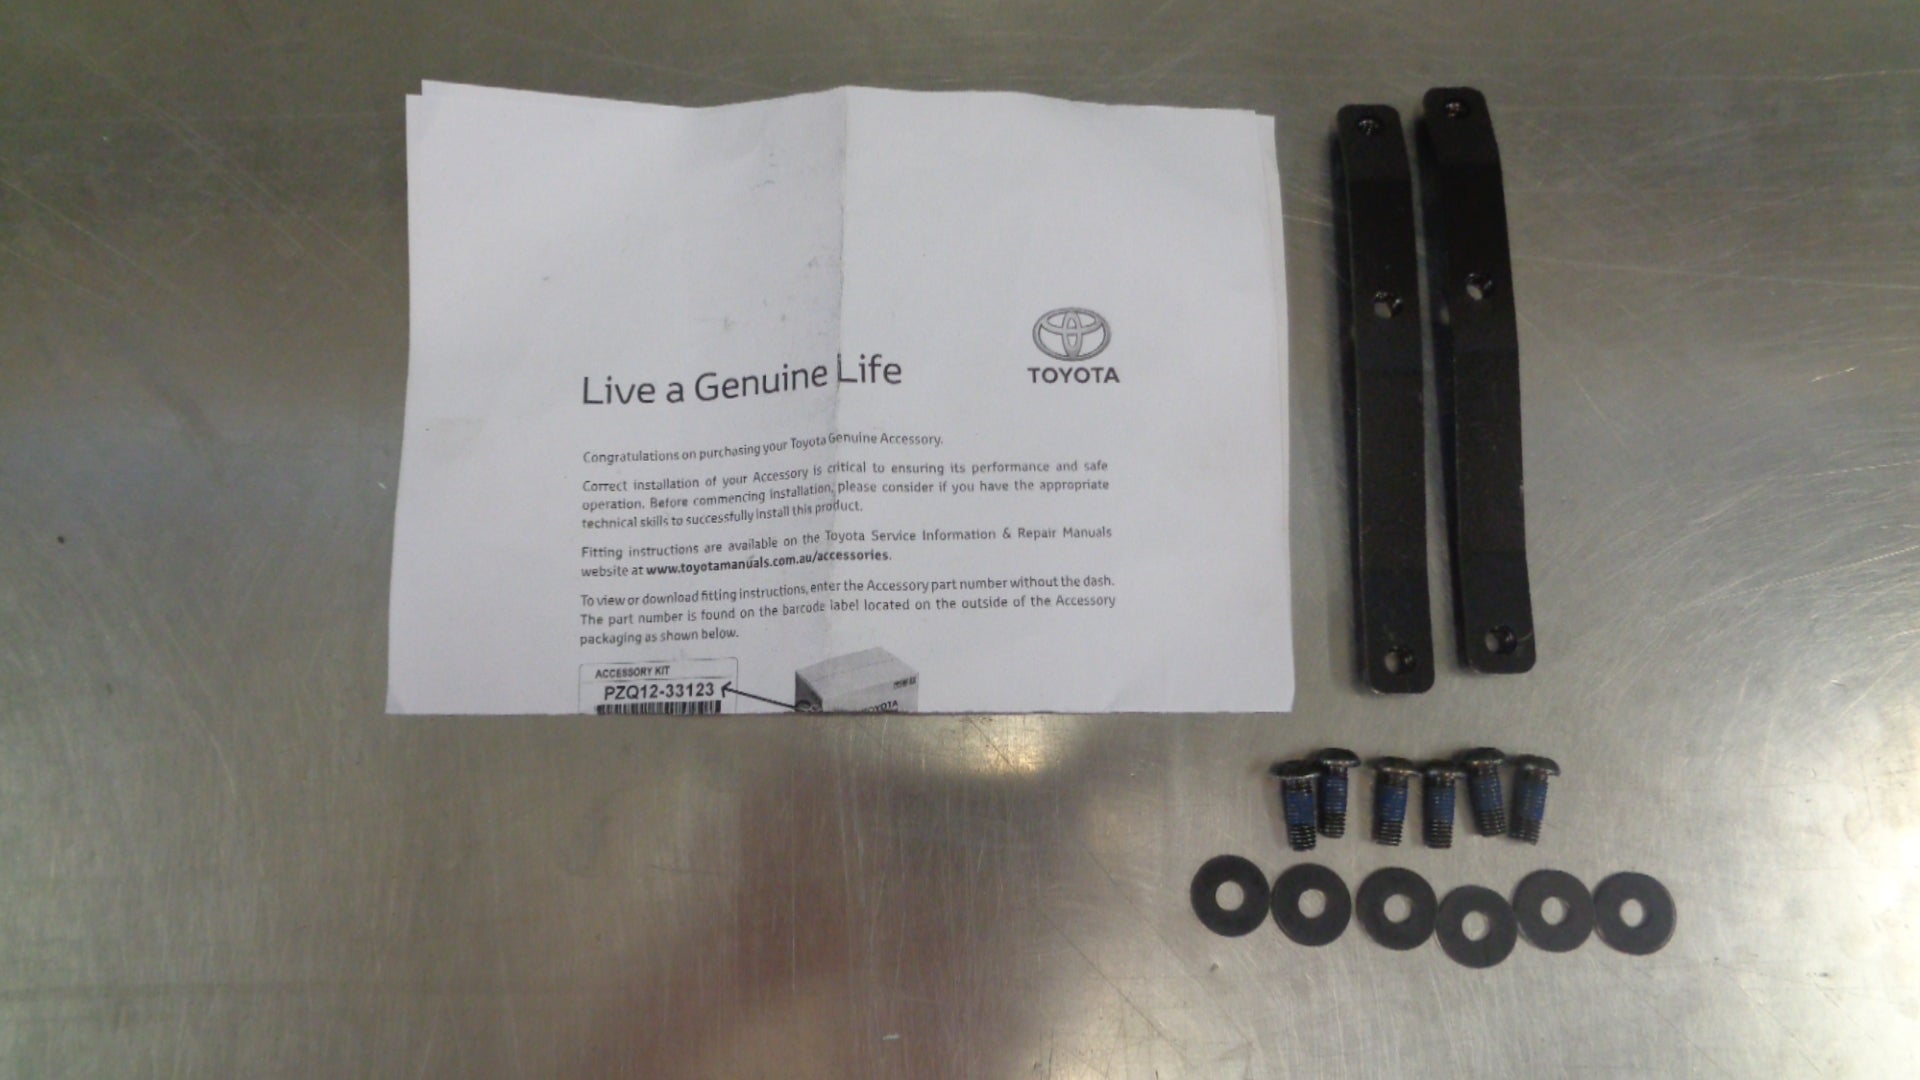 TOYOTA
Live a Genuine Life
Congratulations on purchasing your Toyota Genuine Accessory.
Correct installation of your Accessory is critical to ensuring its performance and safe
operation. Before commencing installation, please consider if you have the appropriate
technical skills to successfully install this product.
Fitting instructions are available on the Toyota Service Information & Repair Manuals
website at www.toyotamanuals.com.au/accessories.
To view or download fitting instructions, enter the Accessory part number without the dash.
The part number is found on the barcode label located on the outside of the Accessory
packaging as shown below.
ACCESSORY KIT
PZQ12-33123
TOYOTA